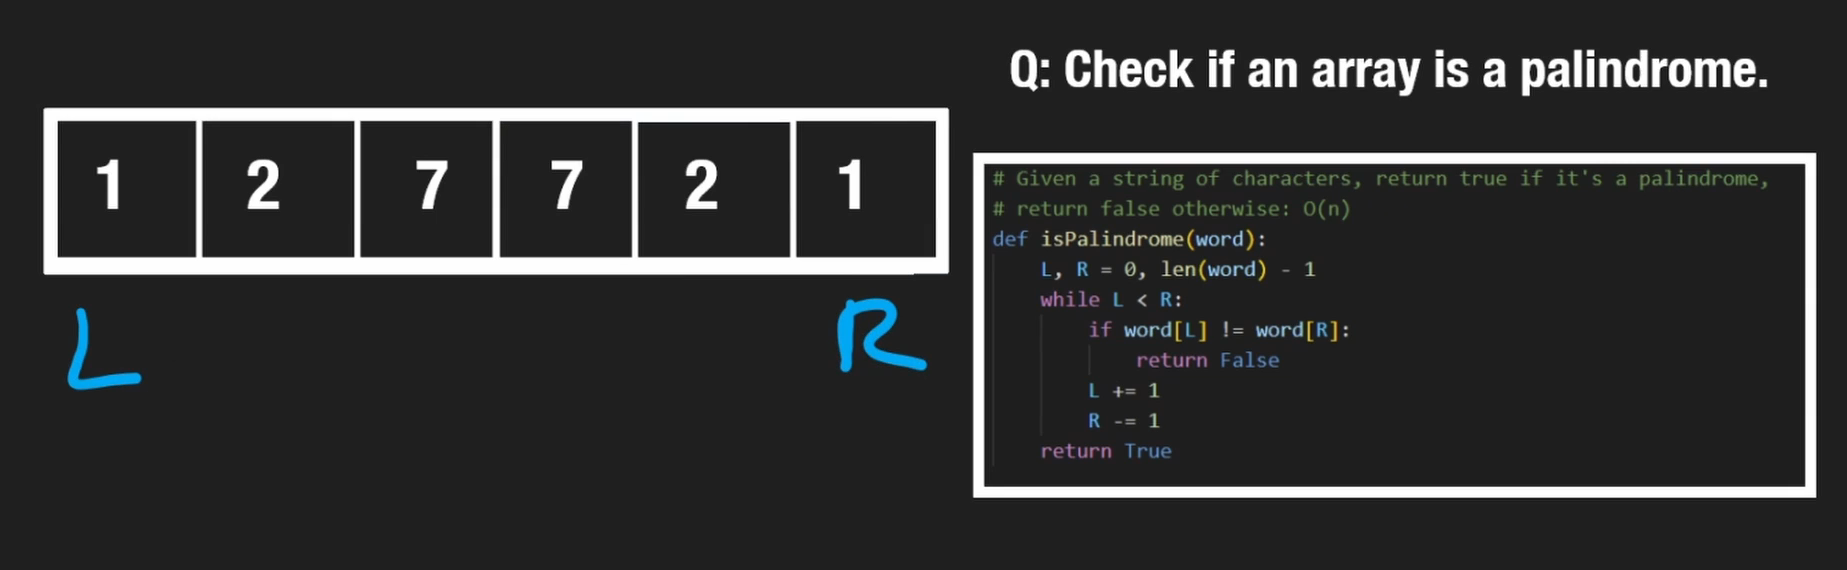 Q: Check if an array is a palindrome.
1 2 7 7 2 1
L R
# Given a string of characters, return true if it's a palindrome,
# return false otherwise: O(n)
def isPalindrome(word):
    L, R = 0, len(word) - 1
    while L < R:
        if word[L] != word[R]:
            return False
        L += 1
        R -= 1
    return True